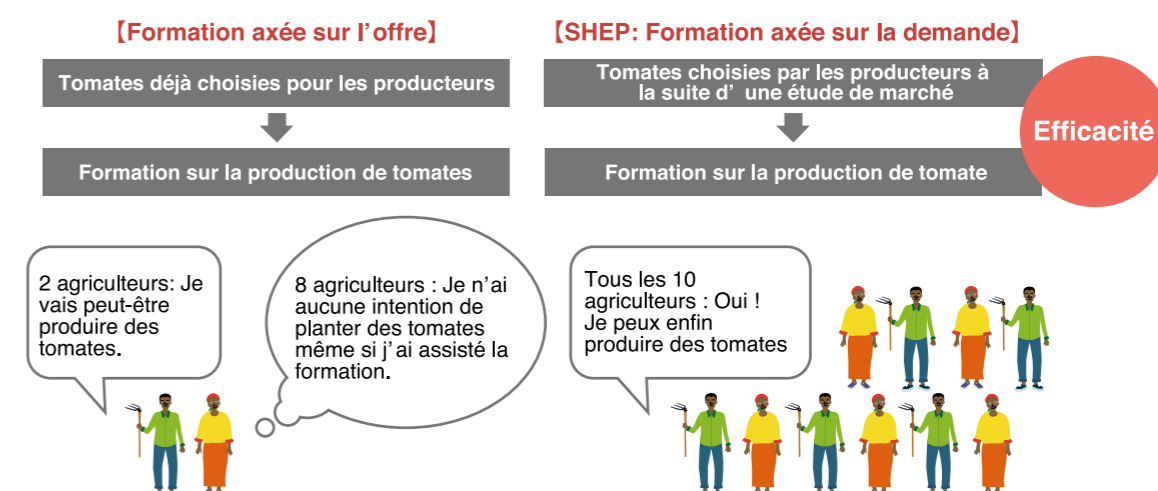 【Formation axée sur l’offre】
Tomates déjà choisies pour les producteurs
Formation sur la production de tomates
2 agriculteurs: Je
vais peut-être
produire des
tomates.
8 agriculteurs : Je n’ai
aucune intention de
planter des tomates
même si j’ai assisté la
formation.
【SHEP: Formation axée sur la demande】
Tomates choisies par les producteurs à
la suite d’ une étude de marché
Formation sur la production de tomate
Efficacité
Tous les 10
agriculteurs : Oui !
Je peux enfin
produire des tomates